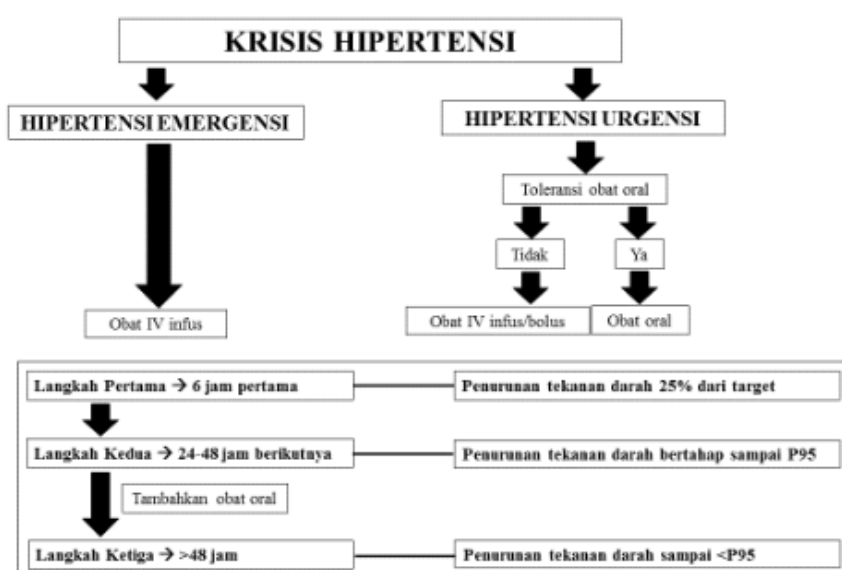 KRISIS HIPERTENSI
HIPERTENSI EMERGENSI
HIPERTENSI URGENSI
Toleransi obat oral
Tidak
Ya
Obat IV infus
Obat IV infus/bolus
Obat oral
Langkah Pertama → 6 jam pertama
Penurunan tekanan darah 25% dari target
Langkah Kedua → 24-48 jam berikutnya
Penurunan tekanan darah bertahap sampai P95
Tambahkan obat oral
Langkah Ketiga → >48 jam
Penurunan tekanan darah sampai <P95